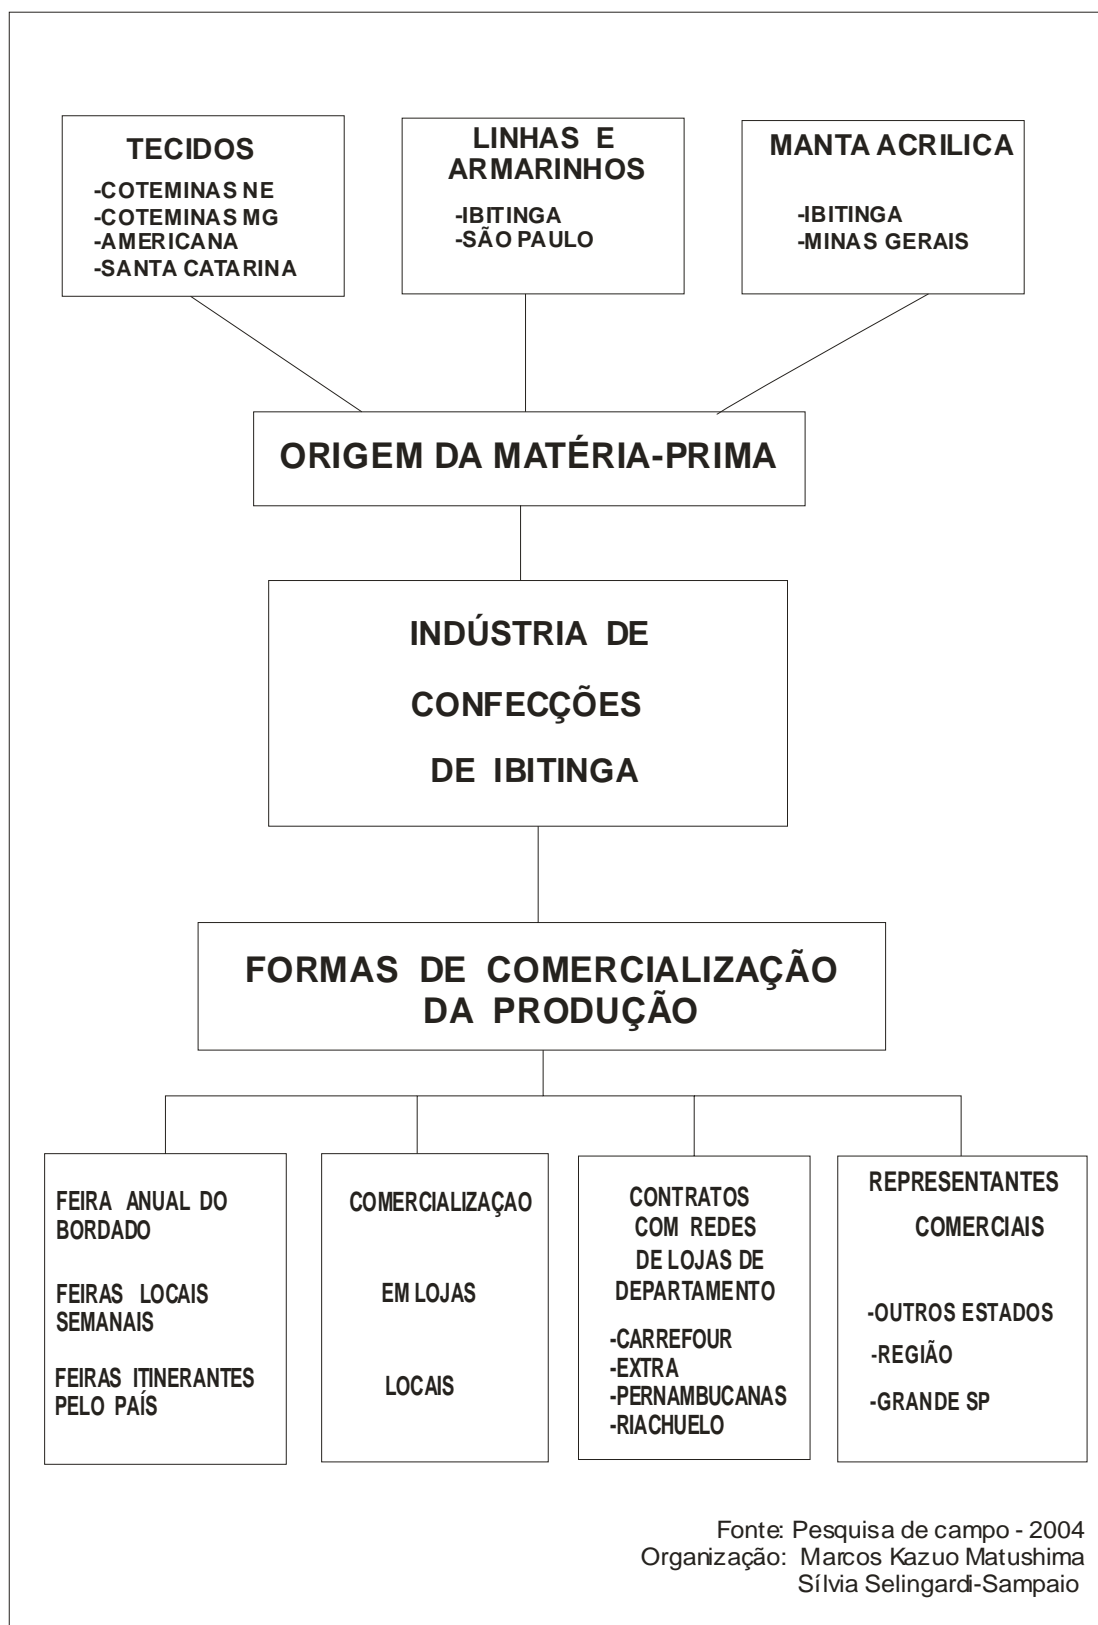 TECIDOS
-COTEMINAS NE
-COTEMINAS MG
-AMERICANA
-SANTA CATARINA
LINHAS E
ARMARINHOS
-IBITINGA
-SÃO PAULO
MANTA ACRILICA
-IBITINGA
-MINAS GERAIS
ORIGEM DA MATÉRIA-PRIMA
INDÚSTRIA DE
CONFECÇÕES
DE IBITINGA
FORMAS DE COMERCIALIZAÇÃO
DA PRODUÇÃO
FEIRA ANUAL DO
BORDADO
FEIRAS LOCAIS
SEMANAIS
FEIRAS ITINERANTES
PELO PAÍS
COMERCIALIZAÇAO
EM LOJAS
LOCAIS
CONTRATOS
COM REDES
DE LOJAS DE
DEPARTAMENTO
-CARREFOUR
-EXTRA
-PERNAMBUCANAS
-RIACHUELO
REPRESENTANTES
COMERCIAIS
-OUTROS ESTADOS
-REGIÃO
-GRANDE SP
Fonte: Pesquisa de campo - 2004
Organização: Marcos Kazuo Matushima
Sílvia Selingardi-Sampaio